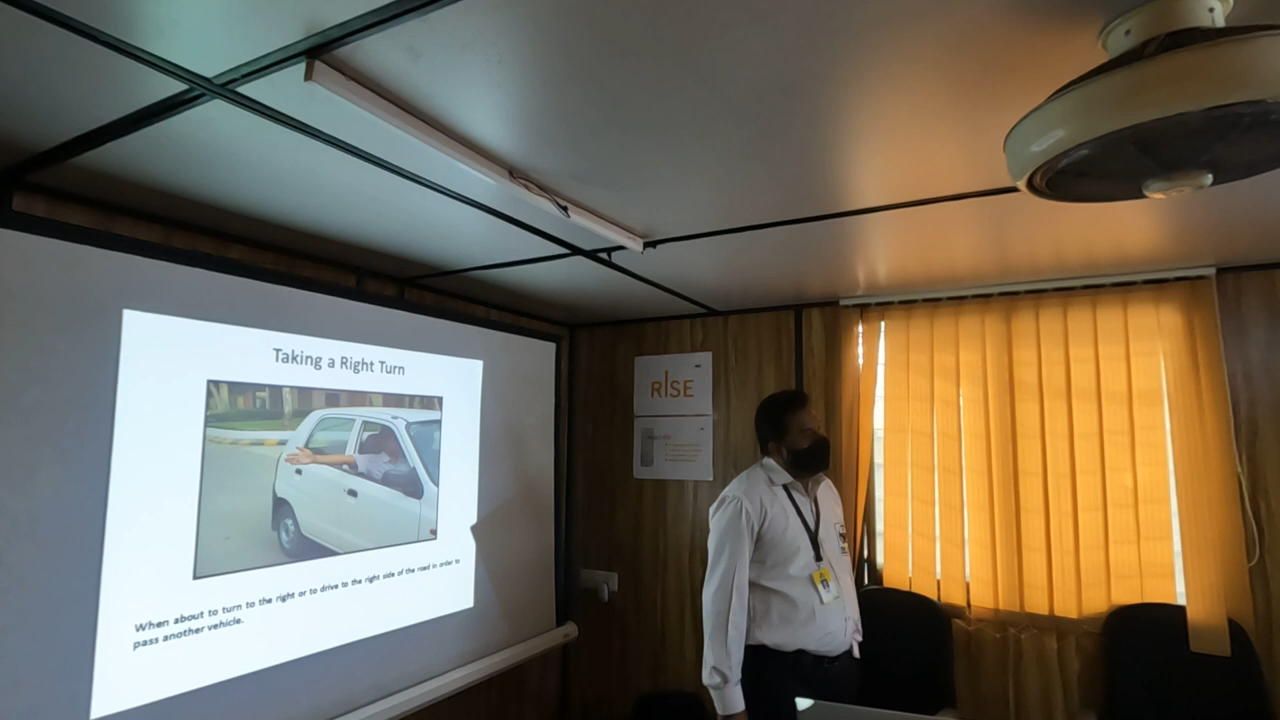 Taking a Right Turn
When about to turn to the right or to drive to the right side of the road in order to
pass another vehicle.
RISE